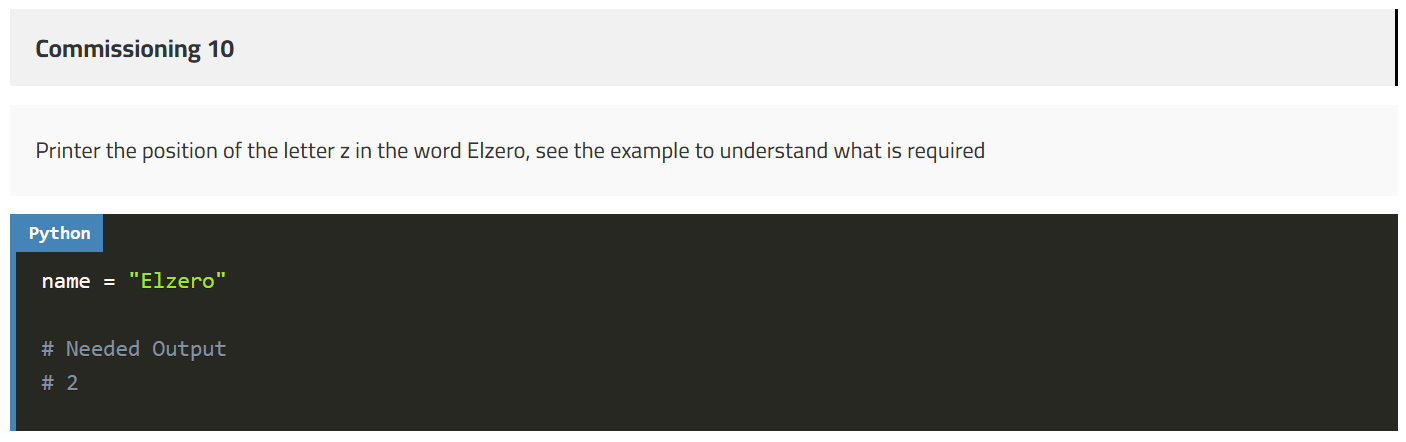 Commissioning 10
Printer the position of the letter z in the word Elzero, see the example to understand what is required
Python
name = "Elzero"
# Needed Output
# 2